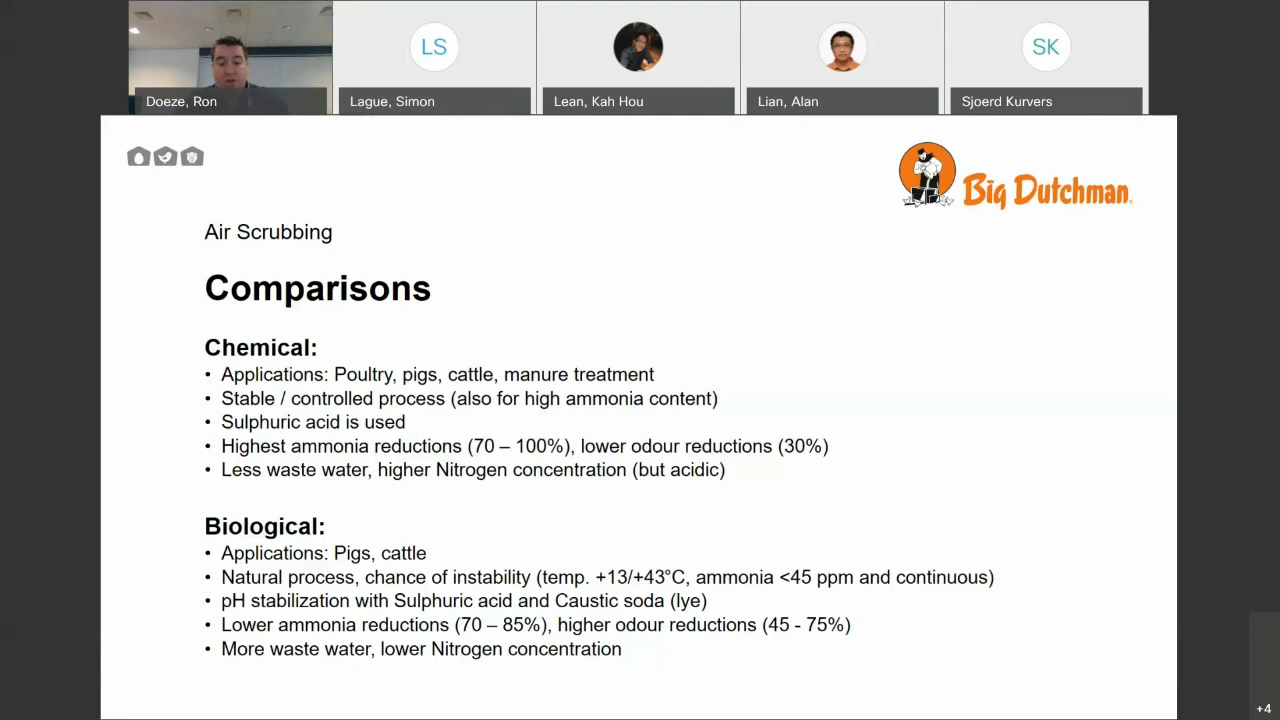 LS
SK
Doeze, Ron
Lague, Simon
Lean, Kah Hou
Lian, Alan
Sjoerd Kurvers
Big Dutchman
Air Scrubbing
Comparisons
Chemical:
• Applications: Poultry, pigs, cattle, manure treatment
• Stable / controlled process (also for high ammonia content)
• Sulphuric acid is used
• Highest ammonia reductions (70 – 100%), lower odour reductions (30%)
• Less waste water, higher Nitrogen concentration (but acidic)
Biological:
• Applications: Pigs, cattle
• Natural process, chance of instability (temp. +13/+43°C, ammonia <45 ppm and continuous)
• pH stabilization with Sulphuric acid and Caustic soda (lye)
• Lower ammonia reductions (70 – 85%), higher odour reductions (45 - 75%)
• More waste water, lower Nitrogen concentration
+4